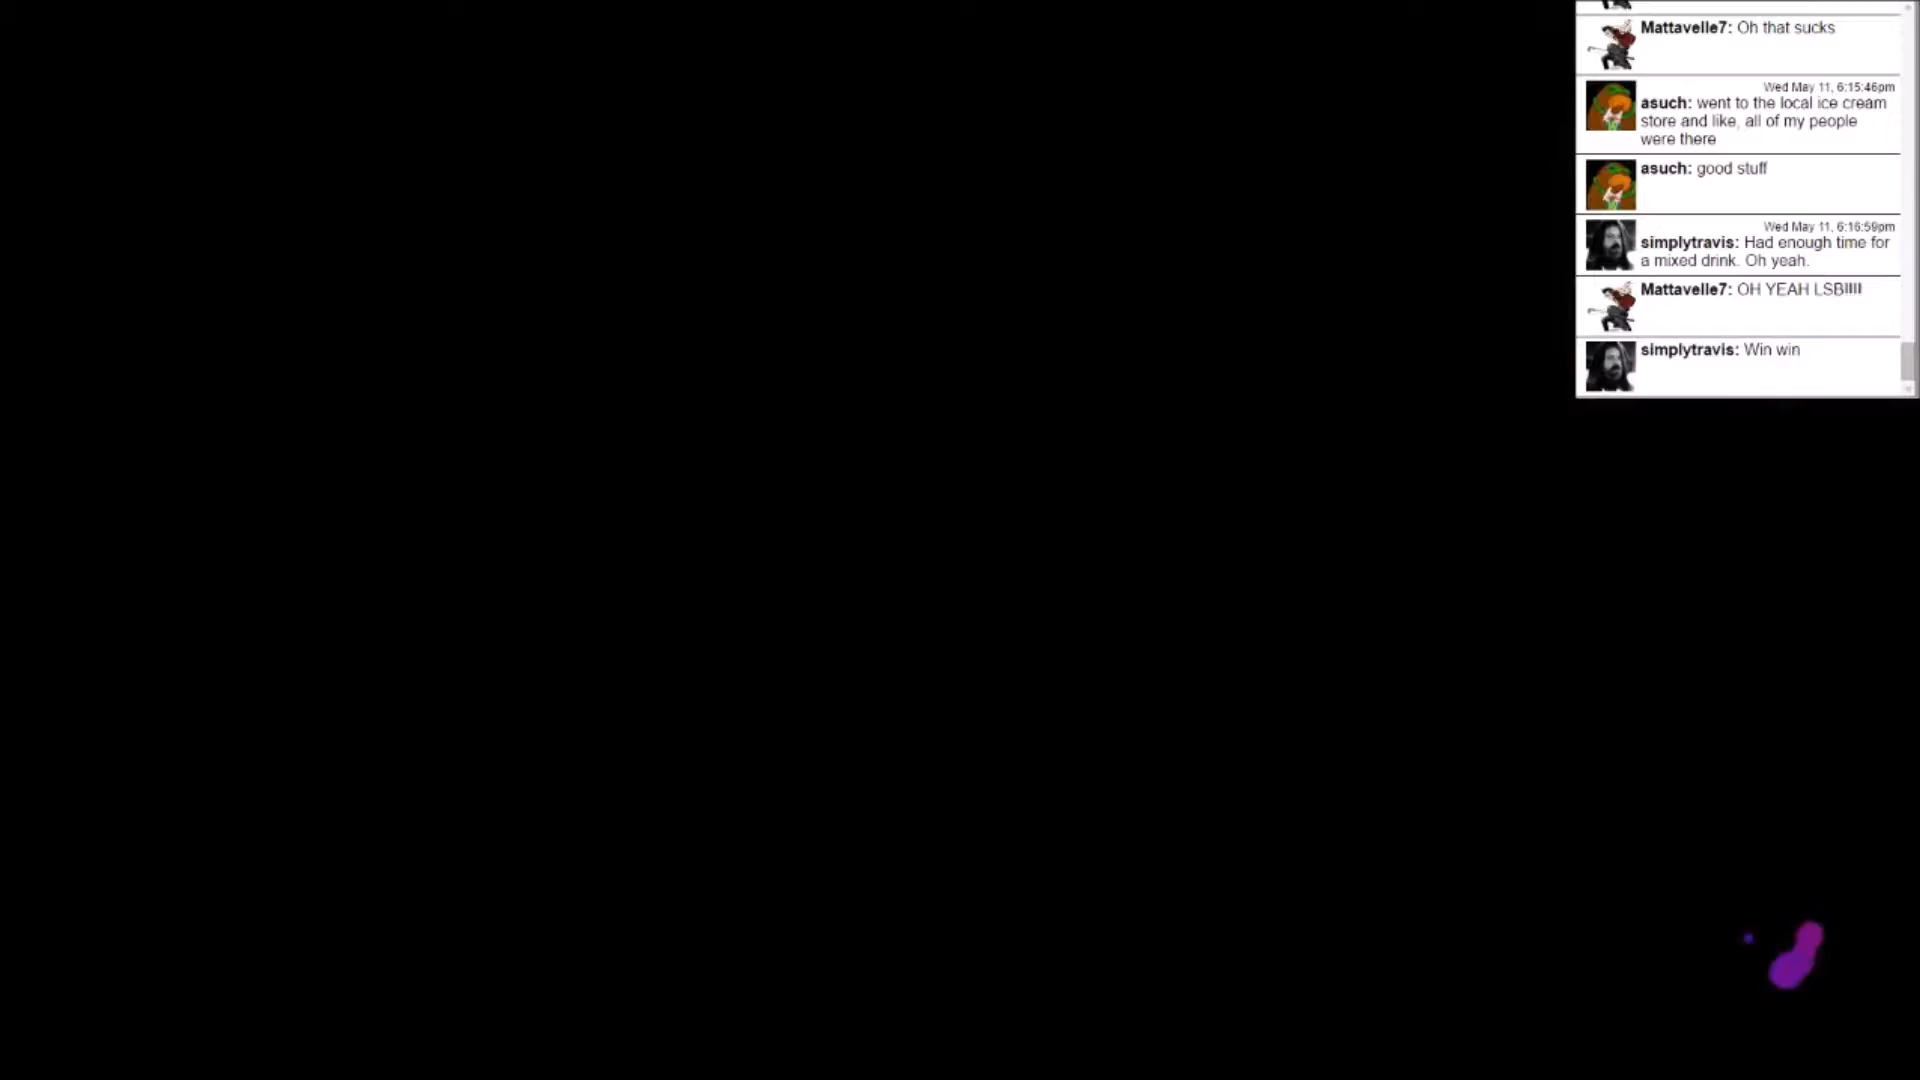 Mattavelle7: Oh that sucks
Wed May 11, 6:15:46pm
asuch: went to the local ice cream
store and like, all of my people
were there
asuch: good stuff
Wed May 11, 6:16:59pm
simplytravis: Had enough time for
a mixed drink. Oh yeah.
Mattavelle7: OH YEAH LSB!!!!
simplytravis: Win win